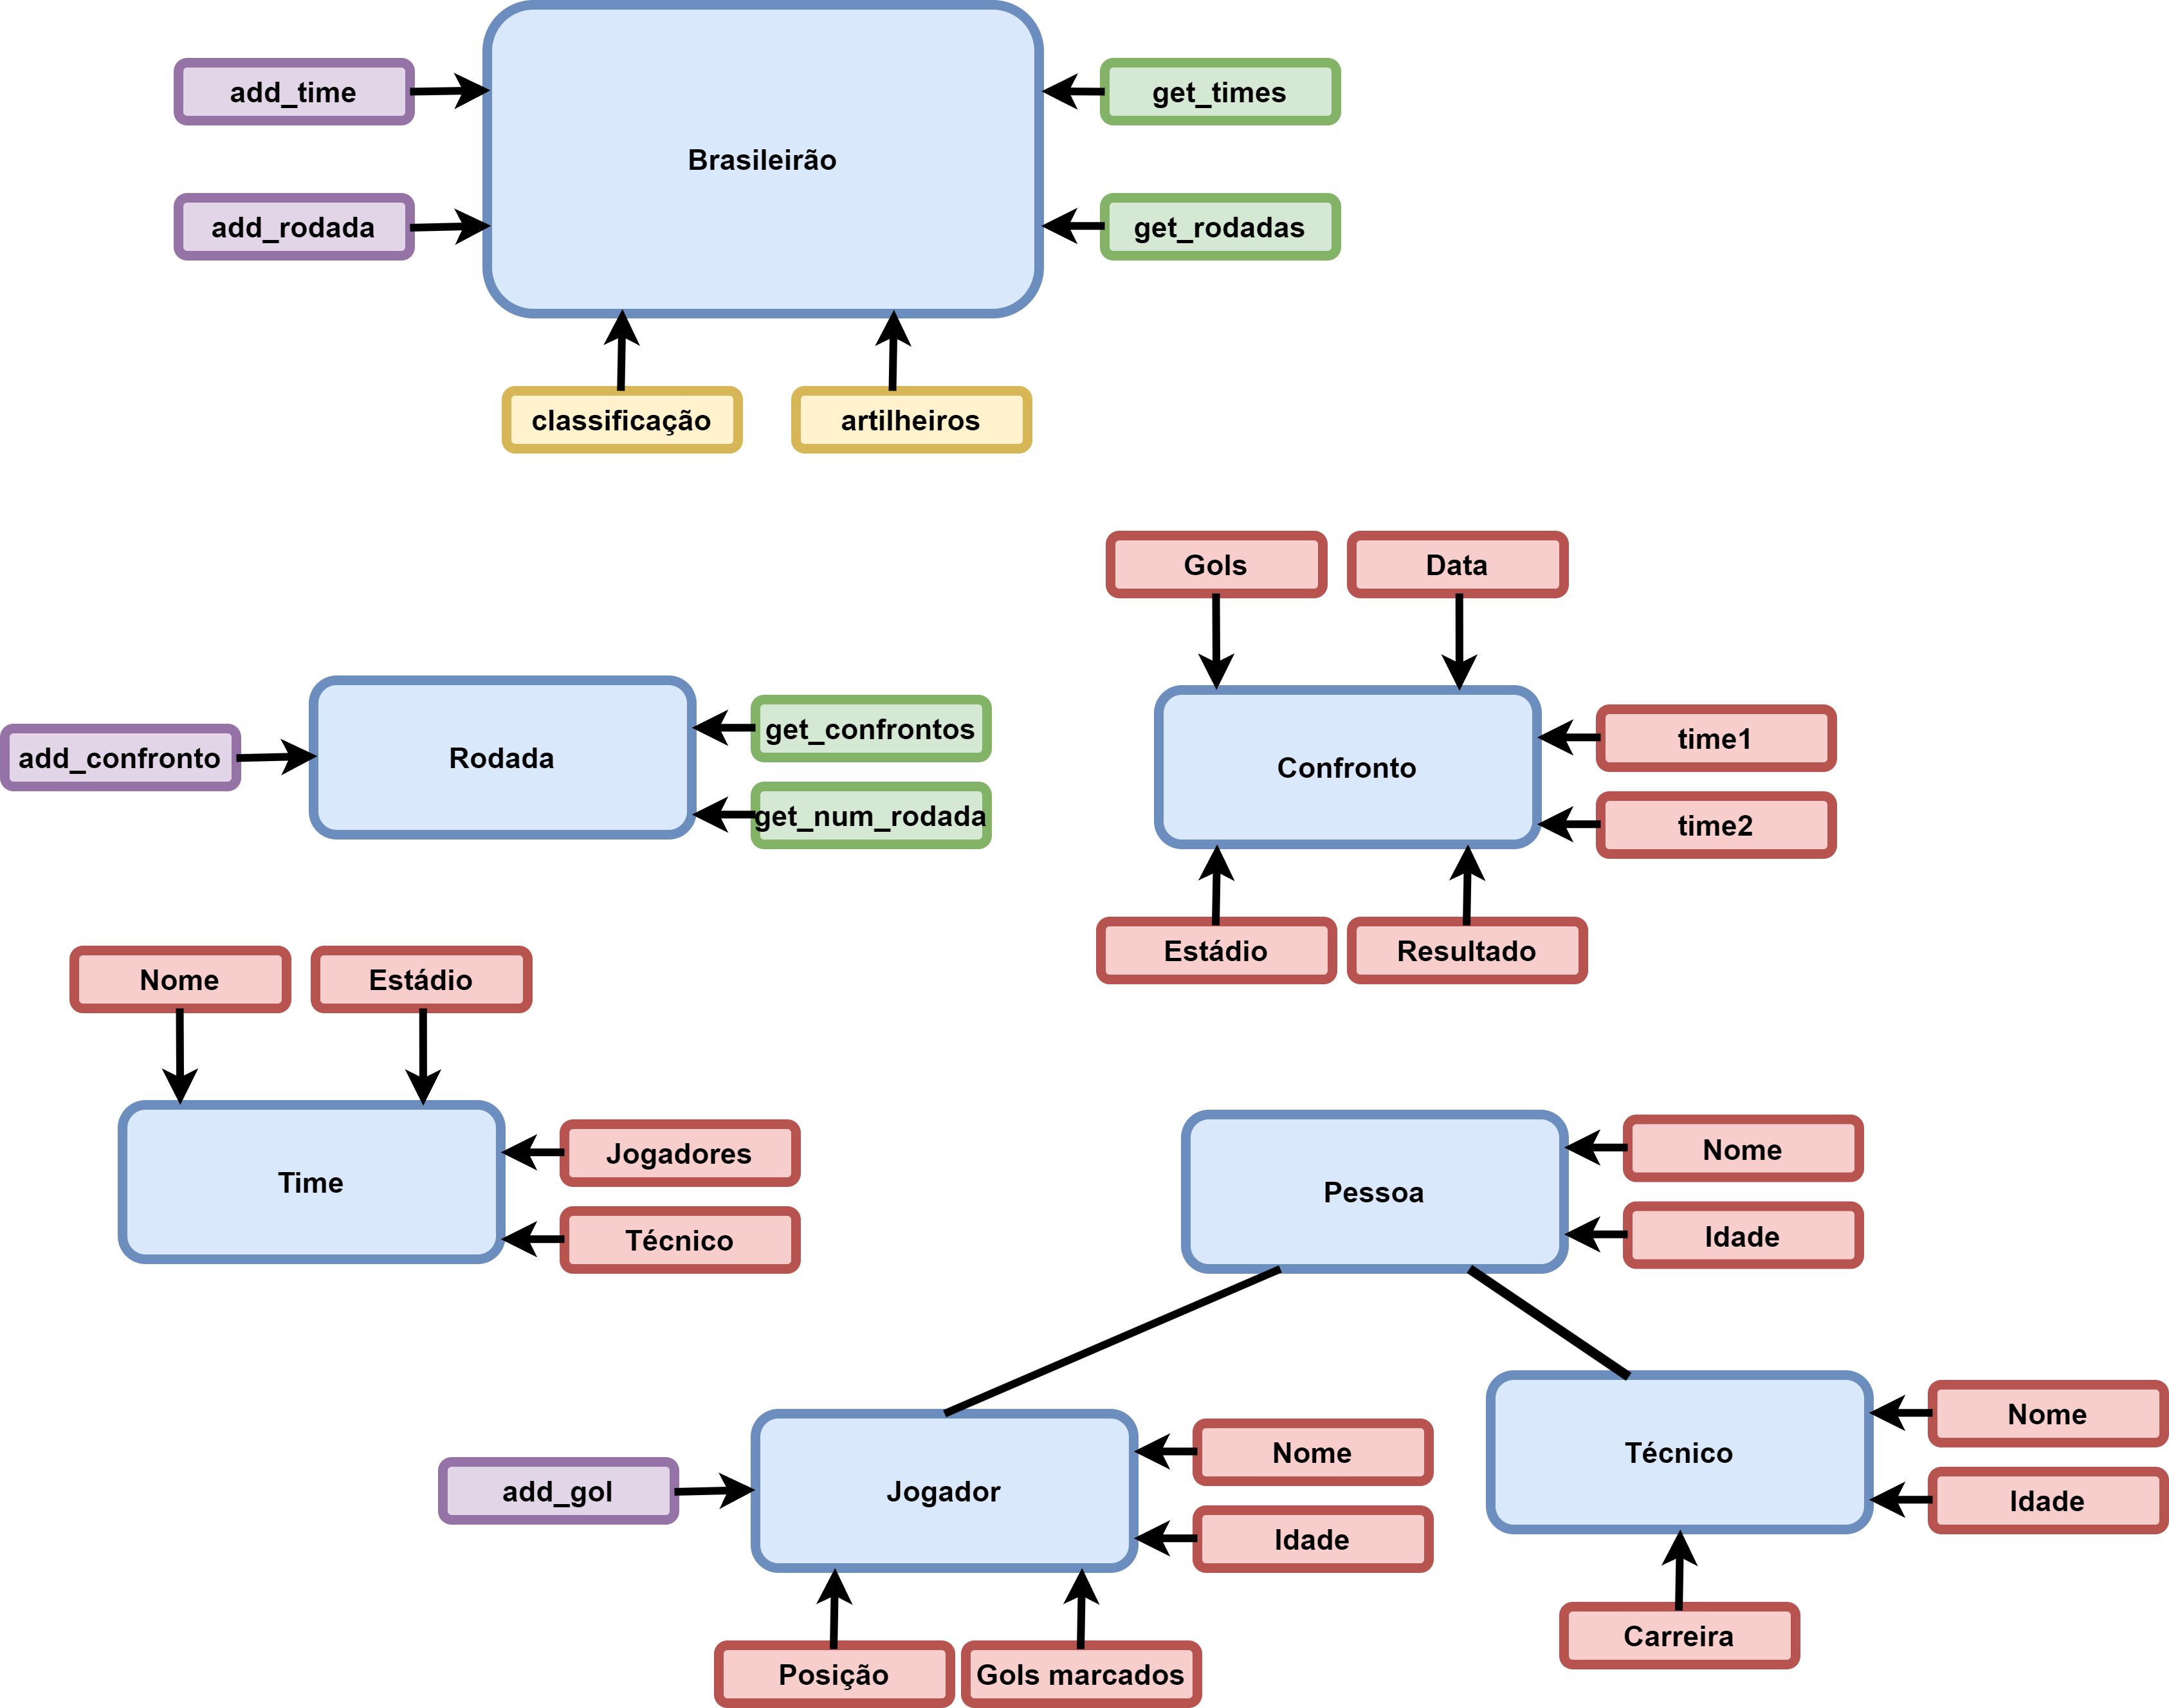 add_time
get_times
Brasileirão
add_rodada
get_rodadas
classificação
artilheiros
Gols
Data
get_confrontos
time1
add_confronto
Rodada
Confronto
get_num_rodada
time2
Estádio
Resultado
Nome
Estádio
Jogadores
Nome
Time
Pessoa
Técnico
Idade
Nome
Nome
Técnico
add_gol
Jogador
Idade
Idade
Carreira
Posição
Gols marcados